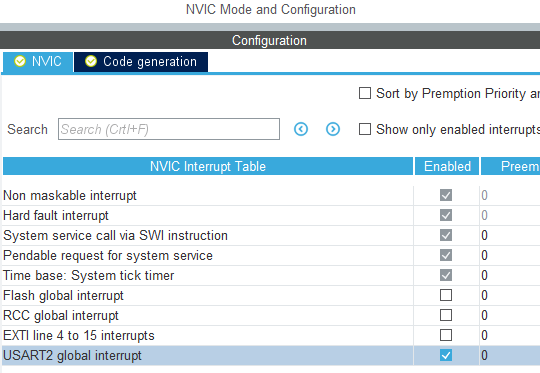 NVIC Mode and Configuration
Configuration
NVIC Code generation
Sort by Premption Priority an
Search Search (Crtl+F) Show only enabled interrupts
NVIC Interrupt Table Enabled Preem
Non maskable interrupt 0
Hard fault interrupt 0
System service call via SWI instruction 0
Pendable request for system service 0
Time base: System tick timer 0
Flash global interrupt 0
RCC global interrupt 0
EXTI line 4 to 15 interrupts 0
USART2 global interrupt 0